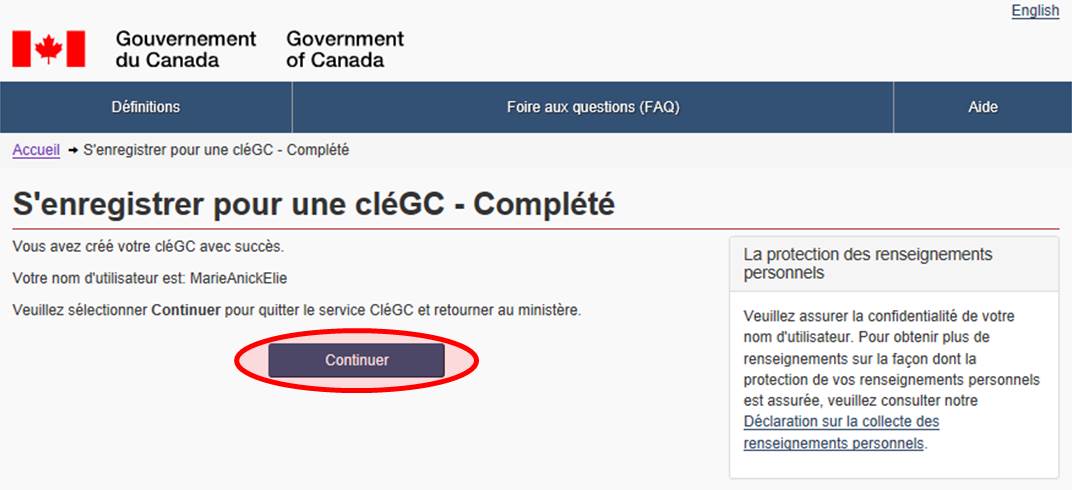 English
Gouvernement
du Canada
Government
of Canada
Définitions
Foire aux questions (FAQ)
Aide
Accueil ➞ S'enregistrer pour une cléGC - Complété
S'enregistrer pour une cléGC - Complété
Vous avez créé votre cléGC avec succès.
Votre nom d'utilisateur est: MarieAnickElie
Veuillez sélectionner Continuer pour quitter le service CléGC et retourner au ministère.
Continuer
La protection des renseignements
personnels
Veuillez assurer la confidentialité de votre
nom d'utilisateur. Pour obtenir plus de
renseignements sur la façon dont la
protection de vos renseignements personnels
est assurée, veuillez consulter notre
Déclaration sur la collecte des
renseignements personnels.